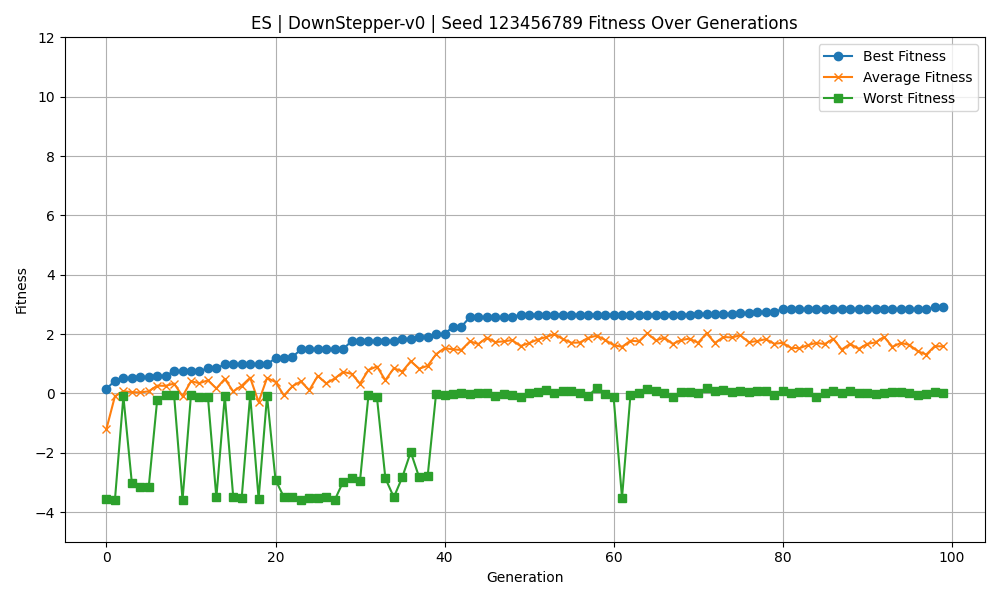 ES | DownStepper-v0 | Seed 123456789 Fitness Over Generations
12
10
8
6
4
2
0
−2
−4
Fitness
Best Fitness
Average Fitness
Worst Fitness
0 20 40 60 80 100
Generation